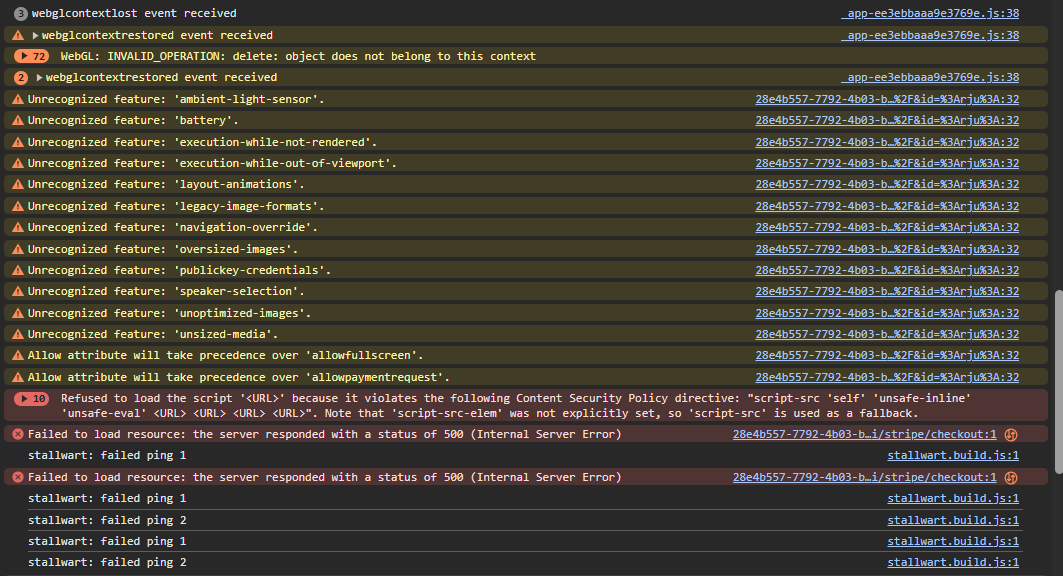 3 webglcontextlost event received _app-ee3ebbaaa9e3769e.js:38
webglcontextrestored event received _app-ee3ebbaaa9e3769e.js:38
72 WebGL: INVALID_OPERATION: delete: object does not belong to this context
2 webglcontextrestored event received _app-ee3ebbaaa9e3769e.js:38
Unrecognized feature: 'ambient-light-sensor'. 28e4b557-7792-4b03-b…%2F&id=%3Arju%3A:32
Unrecognized feature: 'battery'. 28e4b557-7792-4b03-b…%2F&id=%3Arju%3A:32
Unrecognized feature: 'execution-while-not-rendered'. 28e4b557-7792-4b03-b…%2F&id=%3Arju%3A:32
Unrecognized feature: 'execution-while-out-of-viewport'. 28e4b557-7792-4b03-b…%2F&id=%3Arju%3A:32
Unrecognized feature: 'layout-animations'. 28e4b557-7792-4b03-b…%2F&id=%3Arju%3A:32
Unrecognized feature: 'legacy-image-formats'. 28e4b557-7792-4b03-b…%2F&id=%3Arju%3A:32
Unrecognized feature: 'navigation-override'. 28e4b557-7792-4b03-b…%2F&id=%3Arju%3A:32
Unrecognized feature: 'oversized-images'. 28e4b557-7792-4b03-b…%2F&id=%3Arju%3A:32
Unrecognized feature: 'publickey-credentials'. 28e4b557-7792-4b03-b…%2F&id=%3Arju%3A:32
Unrecognized feature: 'speaker-selection'. 28e4b557-7792-4b03-b…%2F&id=%3Arju%3A:32
Unrecognized feature: 'unoptimized-images'. 28e4b557-7792-4b03-b…%2F&id=%3Arju%3A:32
Unrecognized feature: 'unsized-media'. 28e4b557-7792-4b03-b…%2F&id=%3Arju%3A:32
Allow attribute will take precedence over 'allowfullscreen'. 28e4b557-7792-4b03-b…%2F&id=%3Arju%3A:32
Allow attribute will take precedence over 'allowpaymentrequest'. 28e4b557-7792-4b03-b…%2F&id=%3Arju%3A:32
10 Refused to load the script '<URL>' because it violates the following Content Security Policy directive: "script-src 'self' 'unsafe-inline'
'unsafe-eval' <URL> <URL> <URL> <URL>". Note that 'script-src-elem' was not explicitly set, so 'script-src' is used as a fallback.
Failed to load resource: the server responded with a status of 500 (Internal Server Error) 28e4b557-7792-4b03-b…i/stripe/checkout:1
stallwart: failed ping 1 stallwart.build.js:1
Failed to load resource: the server responded with a status of 500 (Internal Server Error) 28e4b557-7792-4b03-b…i/stripe/checkout:1
stallwart: failed ping 1 stallwart.build.js:1
stallwart: failed ping 2 stallwart.build.js:1
stallwart: failed ping 1 stallwart.build.js:1
stallwart: failed ping 2 stallwart.build.js:1